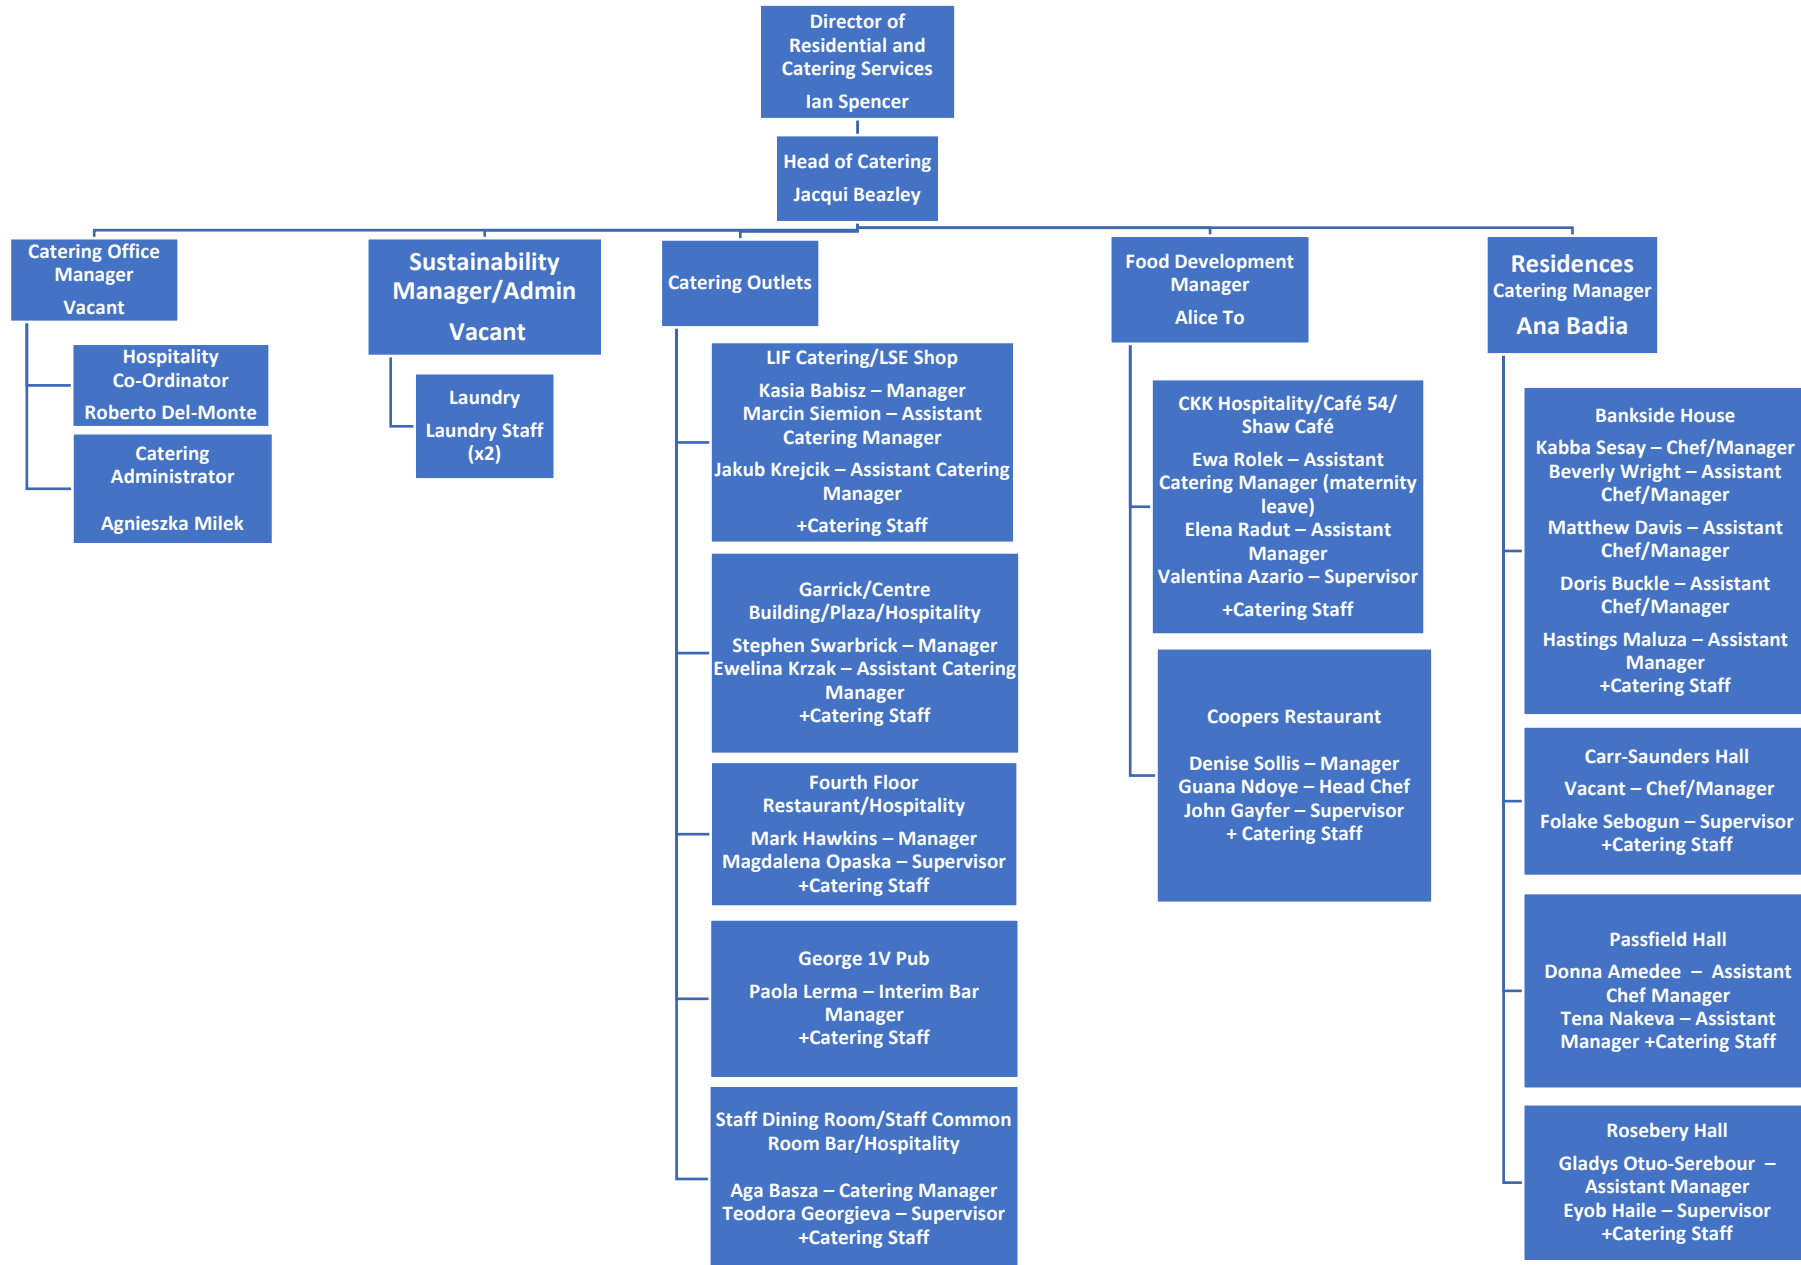 Director of
Residential and
Catering Services
Ian Spencer
Head of Catering
Jacqui Beazley
Catering Office
Manager
Vacant
Hospitality
Co-Ordinator
Roberto Del-Monte
Catering
Administrator
Agnieszka Milek
Sustainability
Manager/Admin
Vacant
Laundry
Laundry Staff
(x2)
Catering Outlets
LIF Catering/LSE Shop
Kasia Babisz – Manager
Marcin Siemion – Assistant
Catering Manager
Jakub Krejcik – Assistant Catering
Manager
+Catering Staff
Garrick/Centre
Building/Plaza/Hospitality
Stephen Swarbrick – Manager
Ewelina Krzak – Assistant Catering
Manager
+Catering Staff
Fourth Floor
Restaurant/Hospitality
Mark Hawkins – Manager
Magdalena Opaska – Supervisor
+Catering Staff
George 1V Pub
Paola Lerma – Interim Bar
Manager
+Catering Staff
Staff Dining Room/Staff Common
Room Bar/Hospitality
Aga Basza – Catering Manager
Teodora Georgieva – Supervisor
+Catering Staff
Food Development
Manager
Alice To
CKK Hospitality/Café 54/
Shaw Café
Ewa Rolek – Assistant
Catering Manager (maternity
leave)
Elena Radut – Assistant
Manager
Valentina Azario – Supervisor
+Catering Staff
Coopers Restaurant
Denise Sollis – Manager
Guana Ndoye – Head Chef
John Gayfer – Supervisor
+ Catering Staff
Residences
Catering Manager
Ana Badia
Bankside House
Kabba Sesay – Chef/Manager
Beverly Wright – Assistant
Chef/Manager
Matthew Davis – Assistant
Chef/Manager
Doris Buckle – Assistant
Chef/Manager
Hastings Maluza – Assistant
Manager
+Catering Staff
Carr-Saunders Hall
Vacant – Chef/Manager
Folake Sebogun – Supervisor
+Catering Staff
Passfield Hall
Donna Amedee – Assistant
Chef Manager
Tena Nakeva – Assistant
Manager +Catering Staff
Rosebery Hall
Gladys Otuo-Serebour –
Assistant Manager
Eyob Haile – Supervisor
+Catering Staff